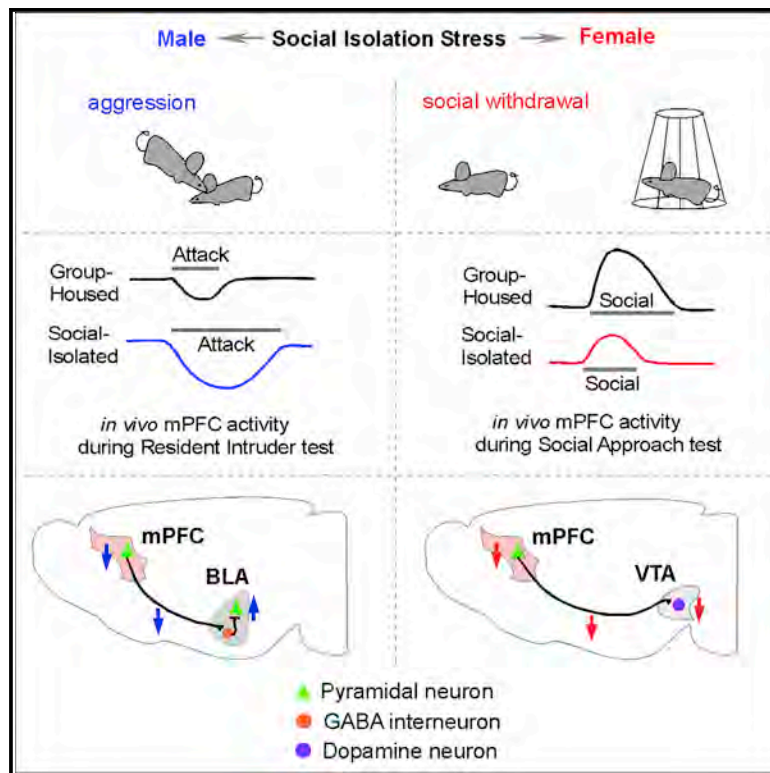 Male Social Isolation Stress Female
aggression
social withdrawal
Group-
Housed
Attack
Social-
Isolated
Attack
in vivo mPFC activity
during Resident Intruder test
Group-
Housed
Social
Social-
Isolated
Social
in vivo mPFC activity
during Social Approach test
mPFC
BLA
mPFC
VTA
Pyramidal neuron
GABA interneuron
Dopamine neuron